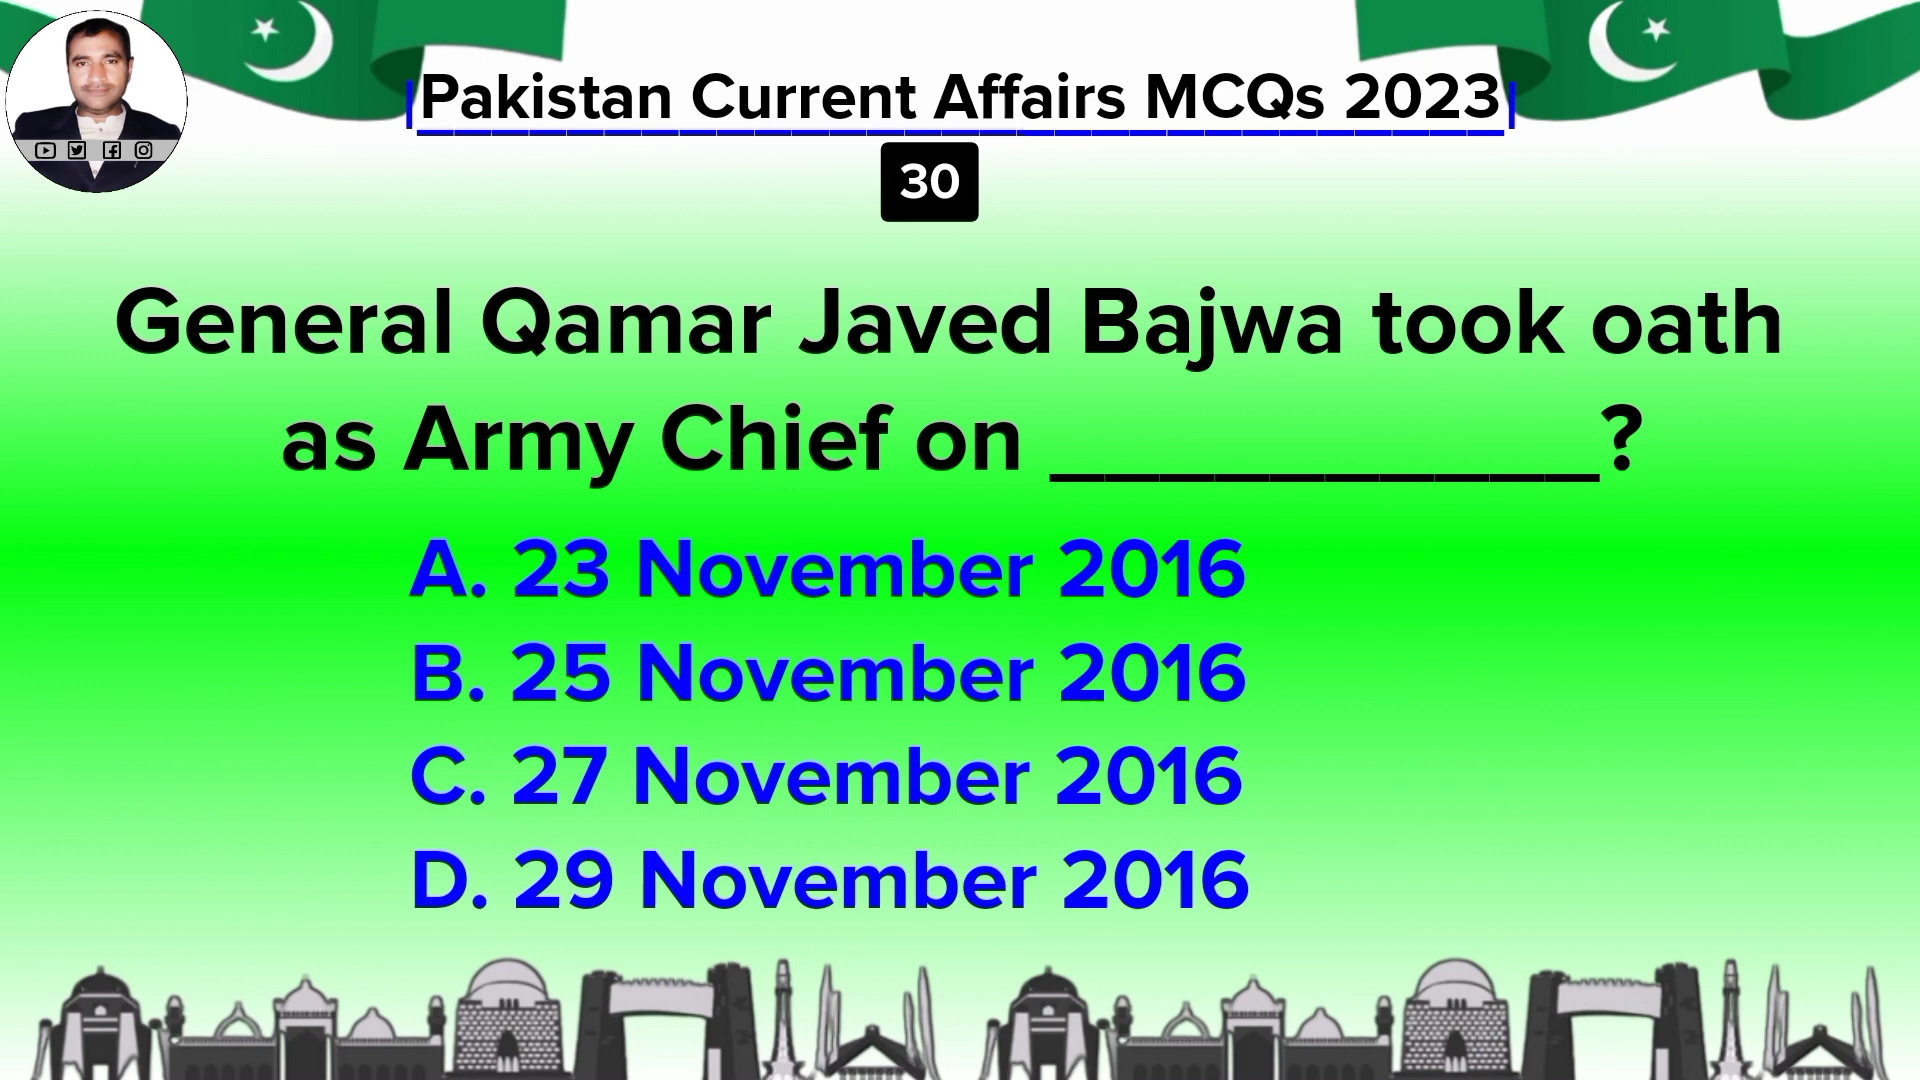 |Pakistan Current Affairs MCQs 2023|
30
General Qamar Javed Bajwa took oath
as Army Chief on __________?
A. 23 November 2016
B. 25 November 2016
C. 27 November 2016
D. 29 November 2016